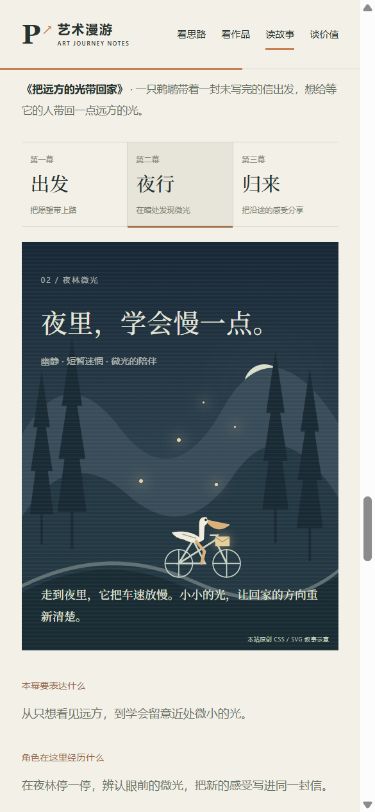 P
艺术漫游
ART JOURNEY NOTES
看思路 看作品 读故事 谈价值
《把远方的光带回家》 · 一只鹈鹕带着一封未写完的信出发，想给等
它的人带回一点远方的光。
第一幕
出发
把愿望带上路
第二幕
夜行
在暗处发现微光
第三幕
归来
把沿途的感受分享
02 / 夜林微光
夜里，学会慢一点。
幽静 · 短暂迷惘 · 微光的陪伴
走到夜里，它把车速放慢。小小的光，让回家的方向重
新清楚。
本站原创 CSS / SVG 叙事示意
本幕要表达什么
从只想看见远方，到学会留意近处微小的光。
角色在这里经历什么
在夜林停一停，辨认眼前的微光，把新的感受写进同一封信。